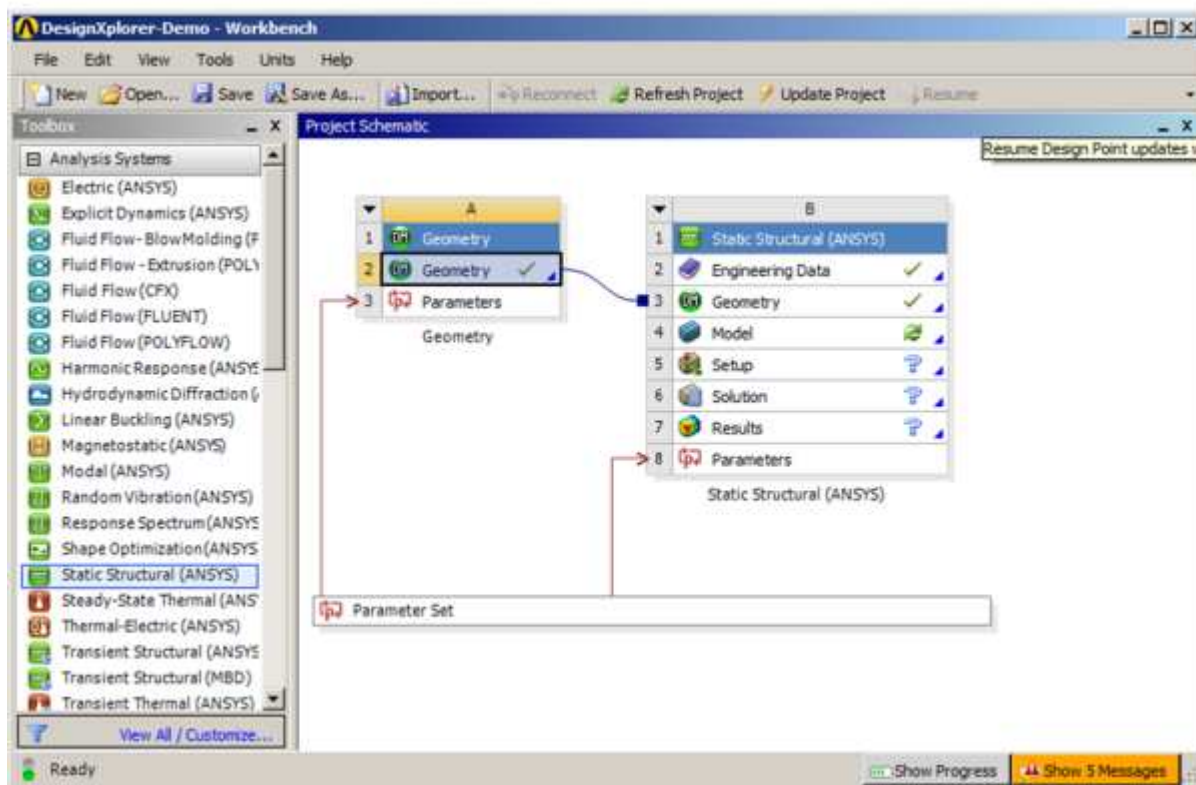 DesignXplorer-Demo - Workbench
File Edit View Tools Units Help
New Open... Save Save As... Import... Reconnect Refresh Project Update Project Resume
Toolbox
Project Schematic
Resume Design Point updates
Analysis Systems
Electric (ANSYS)
Explicit Dynamics (ANSYS)
Fluid Flow-BlowMolding (F
Fluid Flow - Extrusion (POLY
Fluid Flow (CFX)
Fluid Flow (FLUENT)
Fluid Flow (POLYFLOW)
Harmonic Response (ANSYS
Hydrodynamic Diffraction (
Linear Buckling (ANSYS)
Magnetostatic (ANSYS)
Modal (ANSYS)
Random Vibration (ANSYS)
Response Spectrum (ANSYS
Shape Optimization (ANSYS
Static Structural (ANSYS)
Steady-State Thermal (ANS
Thermal-Electric (ANSYS)
Transient Structural (ANSYS
Transient Structural (MBD)
Transient Thermal (ANSYS)
View All / Customize...
A
1 Geometry
2 Geometry
3 Parameters
Geometry
B
1 Static Structural (ANSYS)
2 Engineering Data
3 Geometry
4 Model
5 Setup
6 Solution
7 Results
8 Parameters
Static Structural (ANSYS)
Parameter Set
Ready
Show Progress
Show 5 Messages